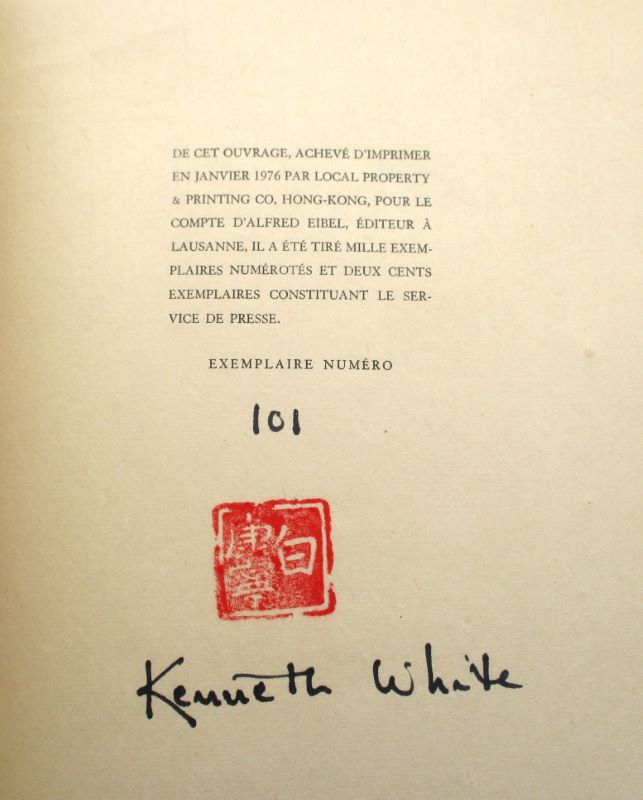 DE CET OUVRAGE, ACHEVÉ D'IMPRIMER
EN JANVIER 1976 PAR LOCAL PROPERTY
& PRINTING CO, HONG-KONG, POUR LE
COMPTE D'ALFRED EIBEL, ÉDITEUR À
LAUSANNE, IL A ÉTÉ TIRÉ MILLE EXEM-
PLAIRES NUMÉROTÉS ET DEUX CENTS
EXEMPLAIRES CONSTITUANT LE SER-
VICE DE PRESSE.
EXEMPLAIRE NUMÉRO
101
白
康寧
Kenneth White